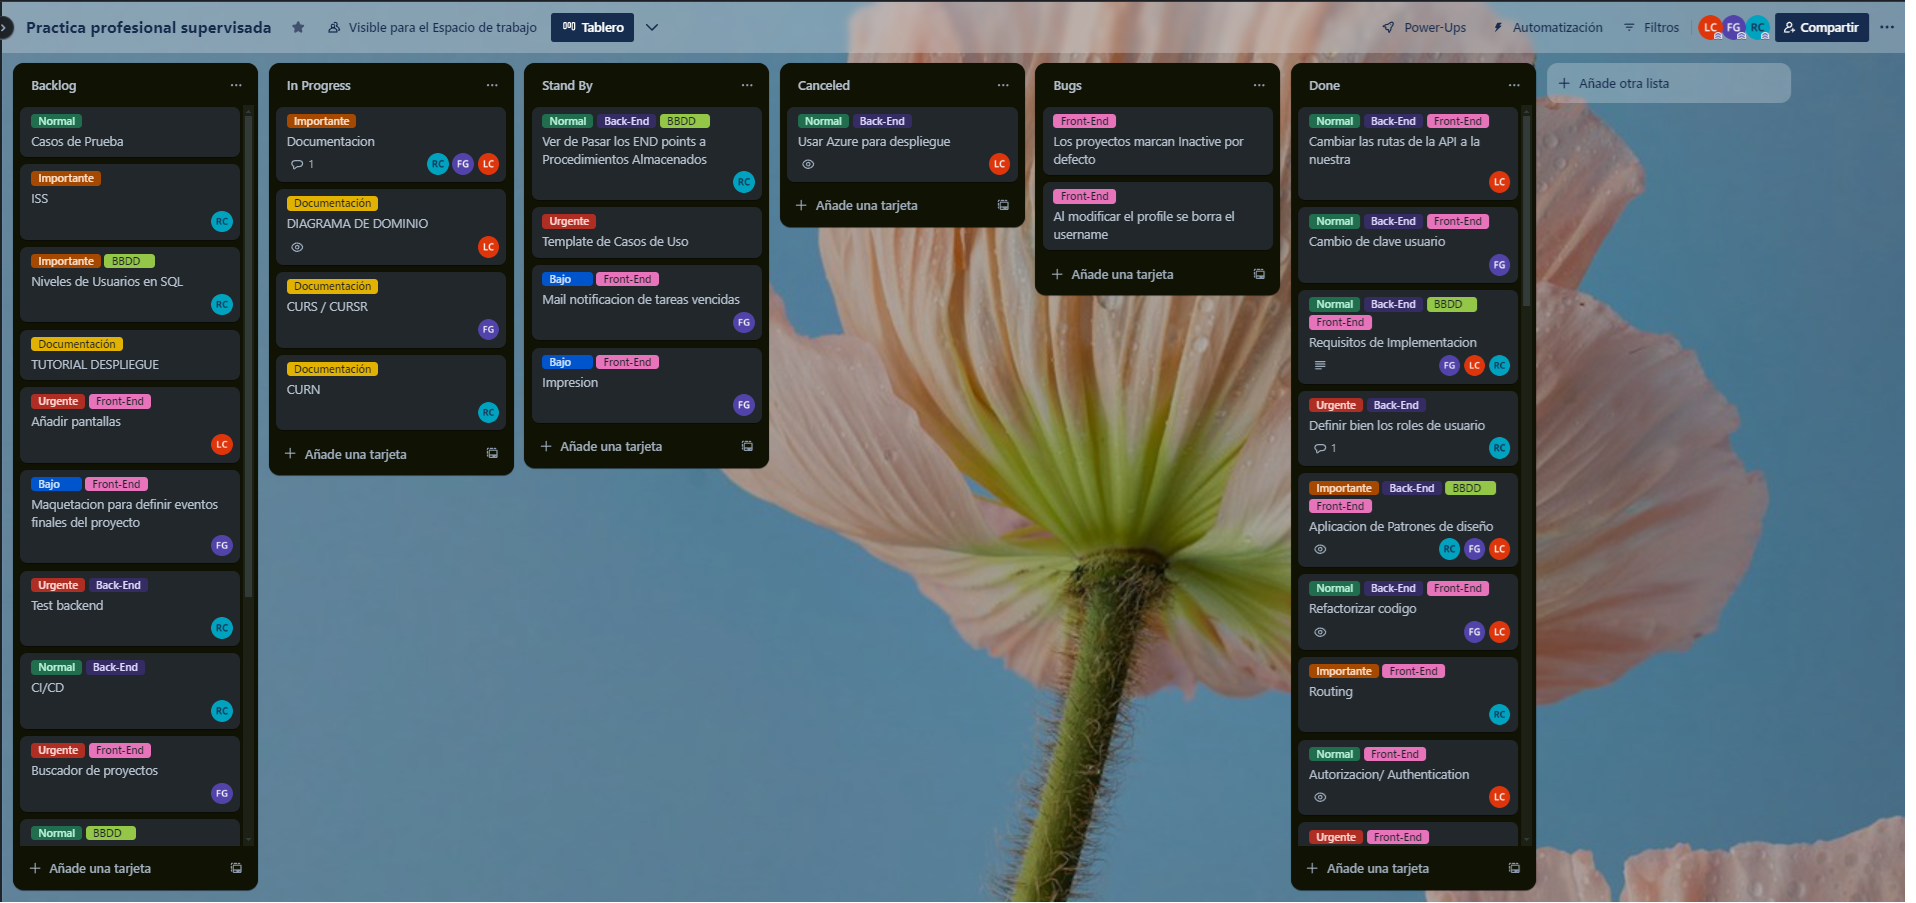 Practica profesional supervisada
Visible para el Espacio de trabajo
Tablero
Power-Ups
Automatización
Filtros
LC
FG
RC
Compartir
Backlog
Normal
Casos de Prueba
Importante
ISS
RC
Importante BBDD
Niveles de Usuarios en SQL
RC
Documentación
TUTORIAL DESPLIEGUE
Urgente Front-End
Añadir pantallas
LC
Bajo Front-End
Maquetacion para definir eventos
finales del proyecto
FG
Urgente Back-End
Test backend
RC
Normal Back-End
CI/CD
RC
Urgente Front-End
Buscador de proyectos
FG
Normal BBDD
+ Añade una tarjeta
In Progress
Importante
Documentacion
1
RC FG LC
Documentación
DIAGRAMA DE DOMINIO
LC
Documentación
CURS / CURSR
FG
Documentación
CURN
RC
+ Añade una tarjeta
Stand By
Normal Back-End BBDD
Ver de Pasar los END points a
Procedimientos Almacenados
RC
Urgente
Template de Casos de Uso
Bajo Front-End
Mail notificacion de tareas vencidas
FG
Bajo Front-End
Impresion
FG
+ Añade una tarjeta
Canceled
Normal Back-End
Usar Azure para despliegue
LC
+ Añade una tarjeta
Bugs
Front-End
Los proyectos marcan Inactive por
defecto
Front-End
Al modificar el profile se borra el
username
+ Añade una tarjeta
Done
Normal Back-End Front-End
Cambiar las rutas de la API a la
nuestra
LC
Normal Back-End Front-End
Cambio de clave usuario
FG
Normal Back-End BBDD
Front-End
Requisitos de Implementacion
FG LC RC
Urgente Back-End
Definir bien los roles de usuario
1
RC
Importante Back-End BBDD
Front-End
Aplicacion de Patrones de diseño
RC FG LC
Normal Back-End Front-End
Refactorizar codigo
FG LC
Importante Front-End
Routing
RC
Normal Front-End
Autorizacion/ Authentication
LC
Urgente Front-End
+ Añade una tarjeta
+ Añade otra lista